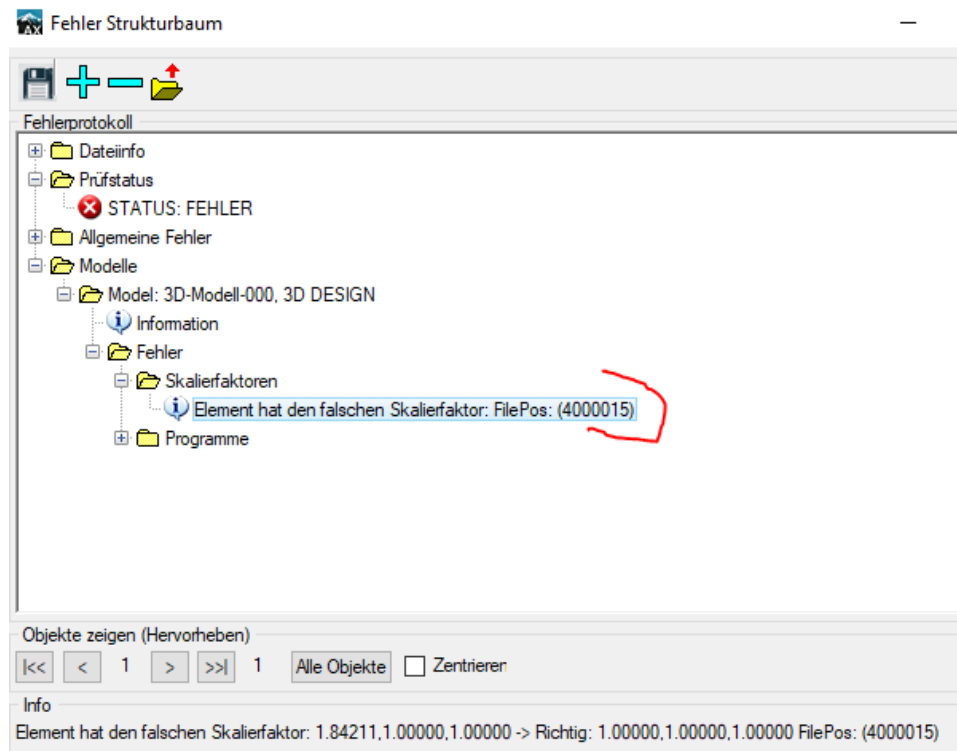 AX Fehler Strukturbaum
Fehlerprotokoll
Dateiinfo
Prüfstatus
STATUS: FEHLER
Allgemeine Fehler
Modelle
Model: 3D-Modell-000, 3D DESIGN
Information
Fehler
Skalierfaktoren
Element hat den falschen Skalierfaktor: FilePos: (4000015)
Programme
Objekte zeigen (Hervorheben)
|<< < 1 > >>| 1 Alle Objekte Zentrieren
Info
Element hat den falschen Skalierfaktor: 1.84211,1.00000,1.00000 -> Richtig: 1.00000,1.00000,1.00000 FilePos: (4000015)